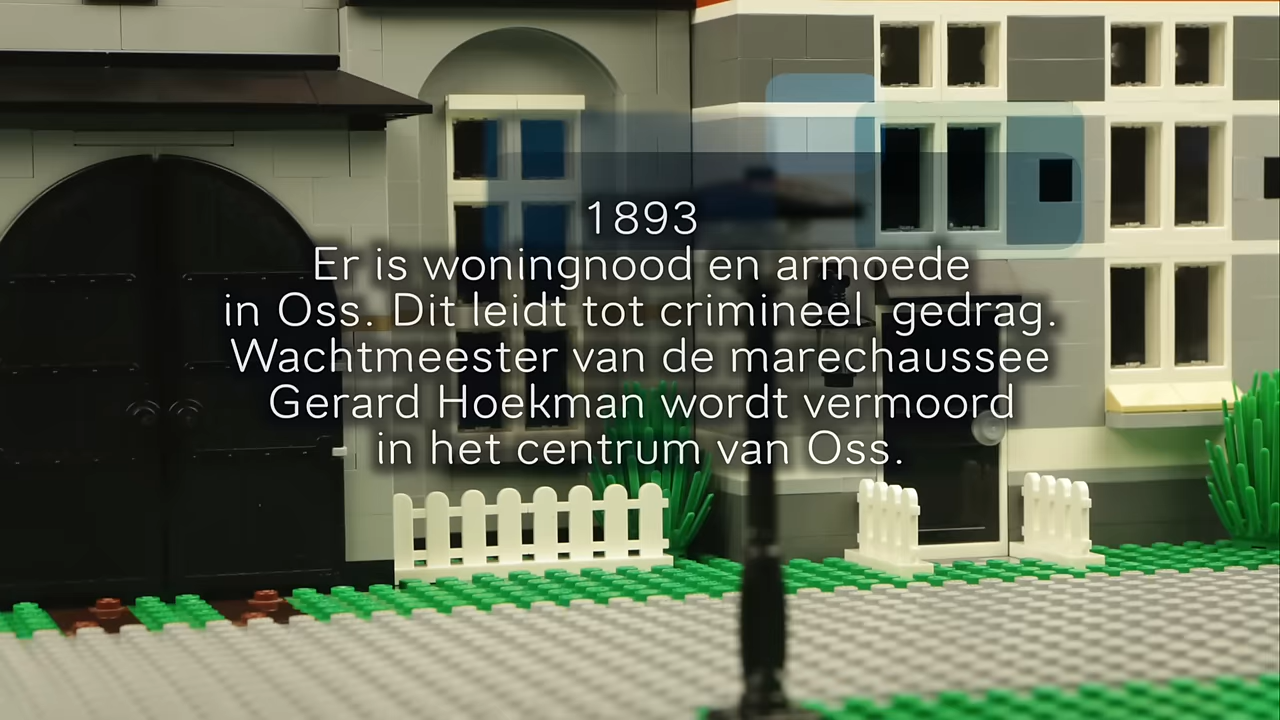 1893
Er is woningnood en armoede
in Oss. Dit leidt tot crimineel  gedrag.
Wachtmeester van de marechaussee
Gerard Hoekman wordt vermoord
in het centrum van Oss.